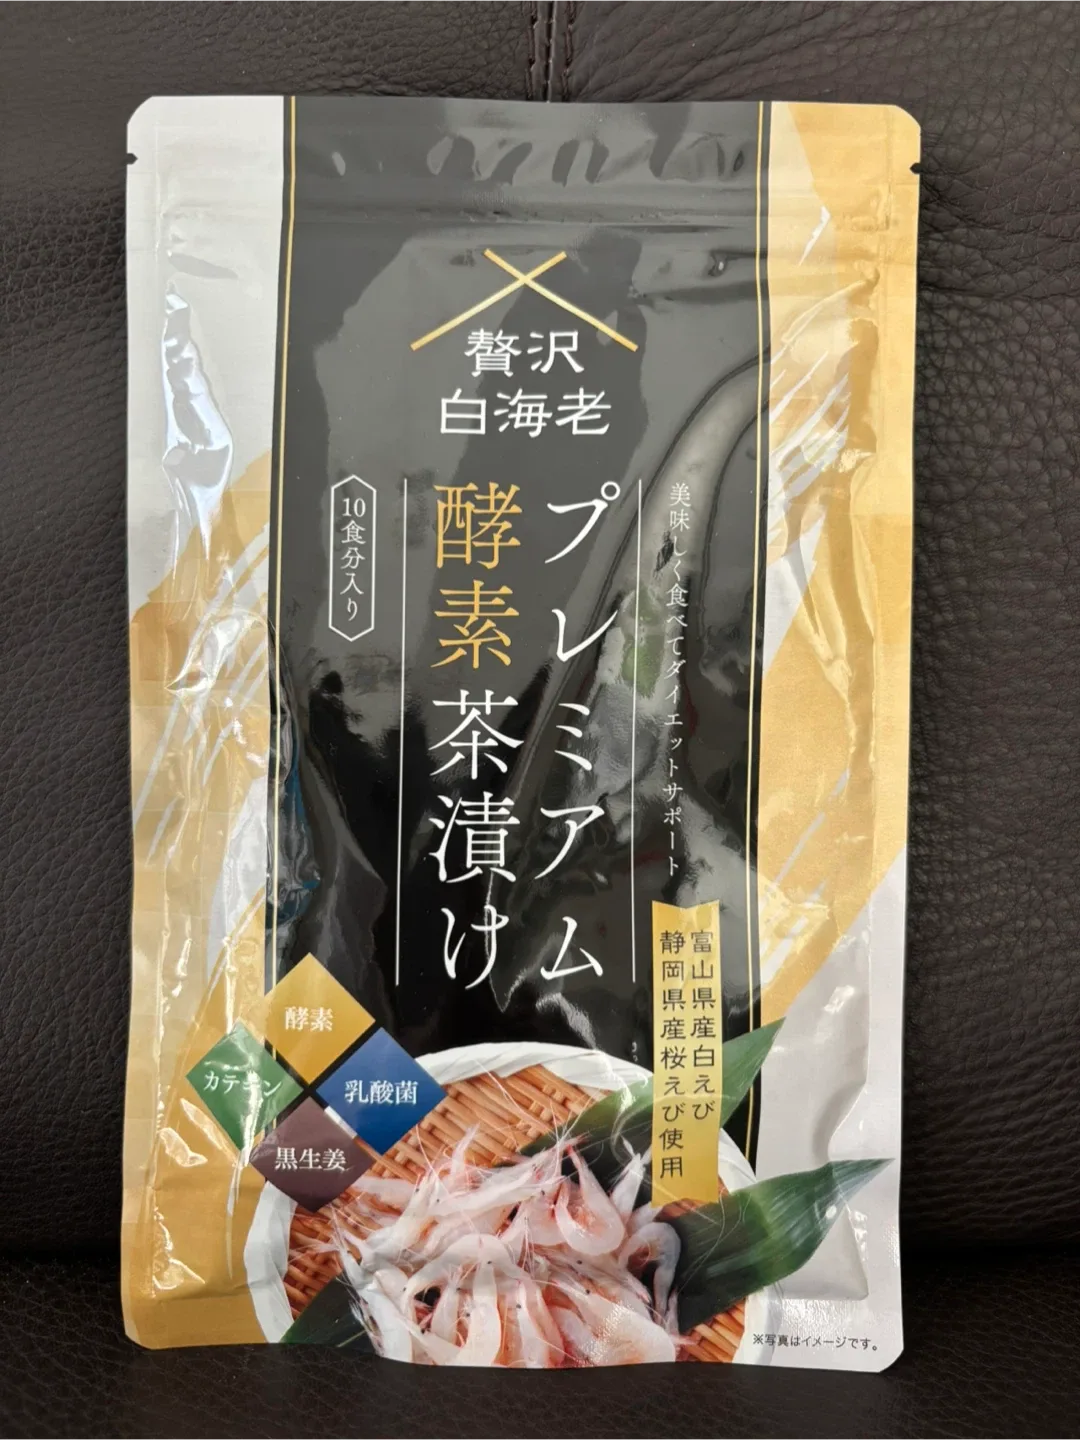 贅沢
白海老
美味しく食べてダイエットサポート
プレミアム
酵素茶漬け
10食分入り
富山県産白えび
静岡県産桜えび使用
酵素
カテキン
乳酸菌
黒生姜
※写真はイメージです。